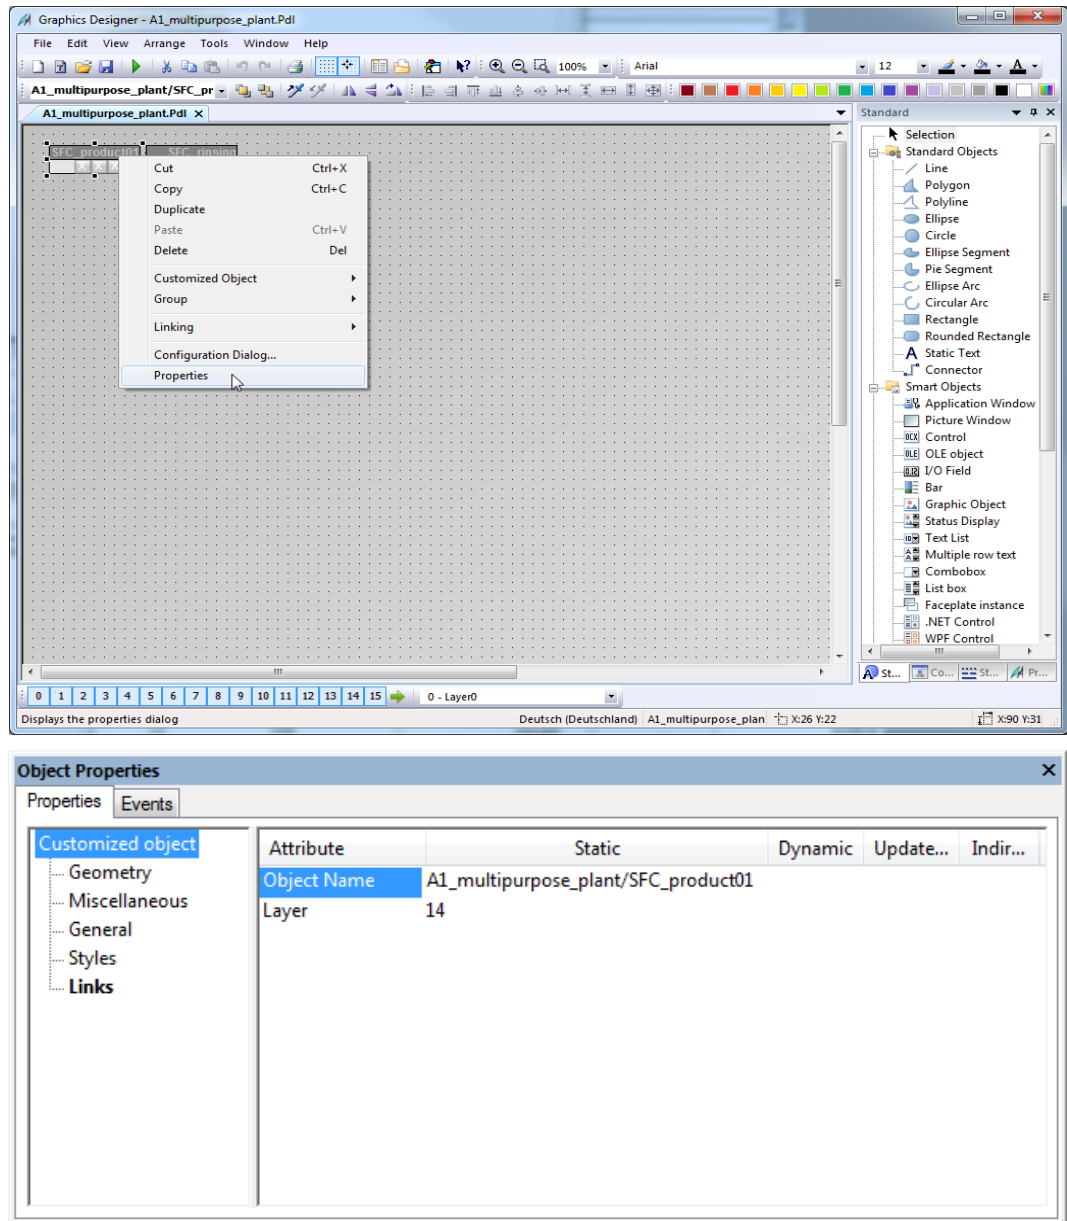 Graphics Designer - A1_multipurpose_plant.Pdl
File Edit View Arrange Tools Window Help
100% Arial 12
A1_multipurpose_plant/SFC_pr
A1_multipurpose_plant.Pdl
SFC_product01 SFC_rinsing
X X X
Cut Ctrl+X
Copy Ctrl+C
Duplicate
Paste Ctrl+V
Delete Del
Customized Object
Group
Linking
Configuration Dialog...
Properties
Standard
Selection
Standard Objects
Line
Polygon
Polyline
Ellipse
Circle
Ellipse Segment
Pie Segment
Ellipse Arc
Circular Arc
Rectangle
Rounded Rectangle
A Static Text
Connector
Smart Objects
Application Window
Picture Window
OCX Control
OLE OLE object
0.12 I/O Field
Bar
Graphic Object
Status Display
Text List
Multiple row text
Combobox
List box
Faceplate instance
.NET Control
WPF Control
St... Co... St... Pr...
0 1 2 3 4 5 6 7 8 9 10 11 12 13 14 15 0 - Layer0
Displays the properties dialog Deutsch (Deutschland) A1_multipurpose_plan X:26 Y:22 X:90 Y:31
Object Properties
Properties Events
Customized object
Geometry
Miscellaneous
General
Styles
Links
Attribute Static Dynamic Update... Indir...
Object Name A1_multipurpose_plant/SFC_product01
Layer 14